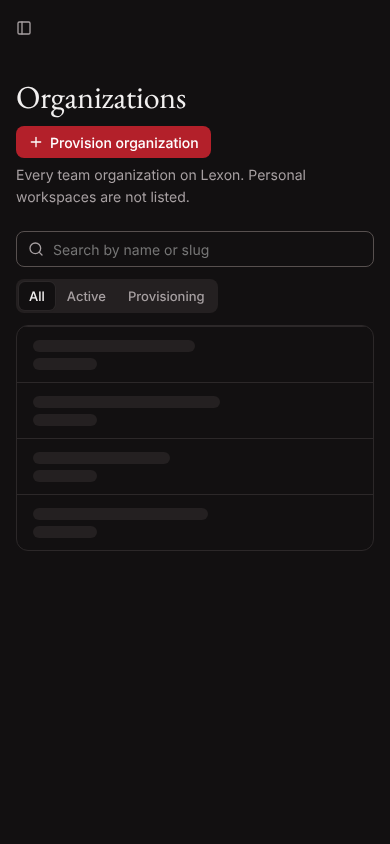 Organizations
Provision organization
Every team organization on Lexon. Personal
workspaces are not listed.
Search by name or slug
All Active Provisioning